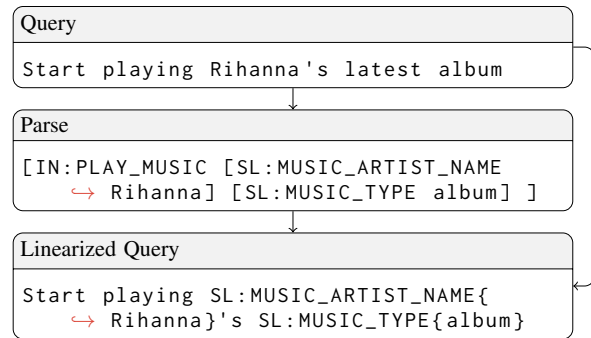 Query
Start playing Rihanna's latest album
Parse
[IN:PLAY_MUSIC [SL:MUSIC_ARTIST_NAME
↪ Rihanna] [SL:MUSIC_TYPE album] ]
Linearized Query
Start playing SL:MUSIC_ARTIST_NAME{
↪ Rihanna}'s SL:MUSIC_TYPE{album}